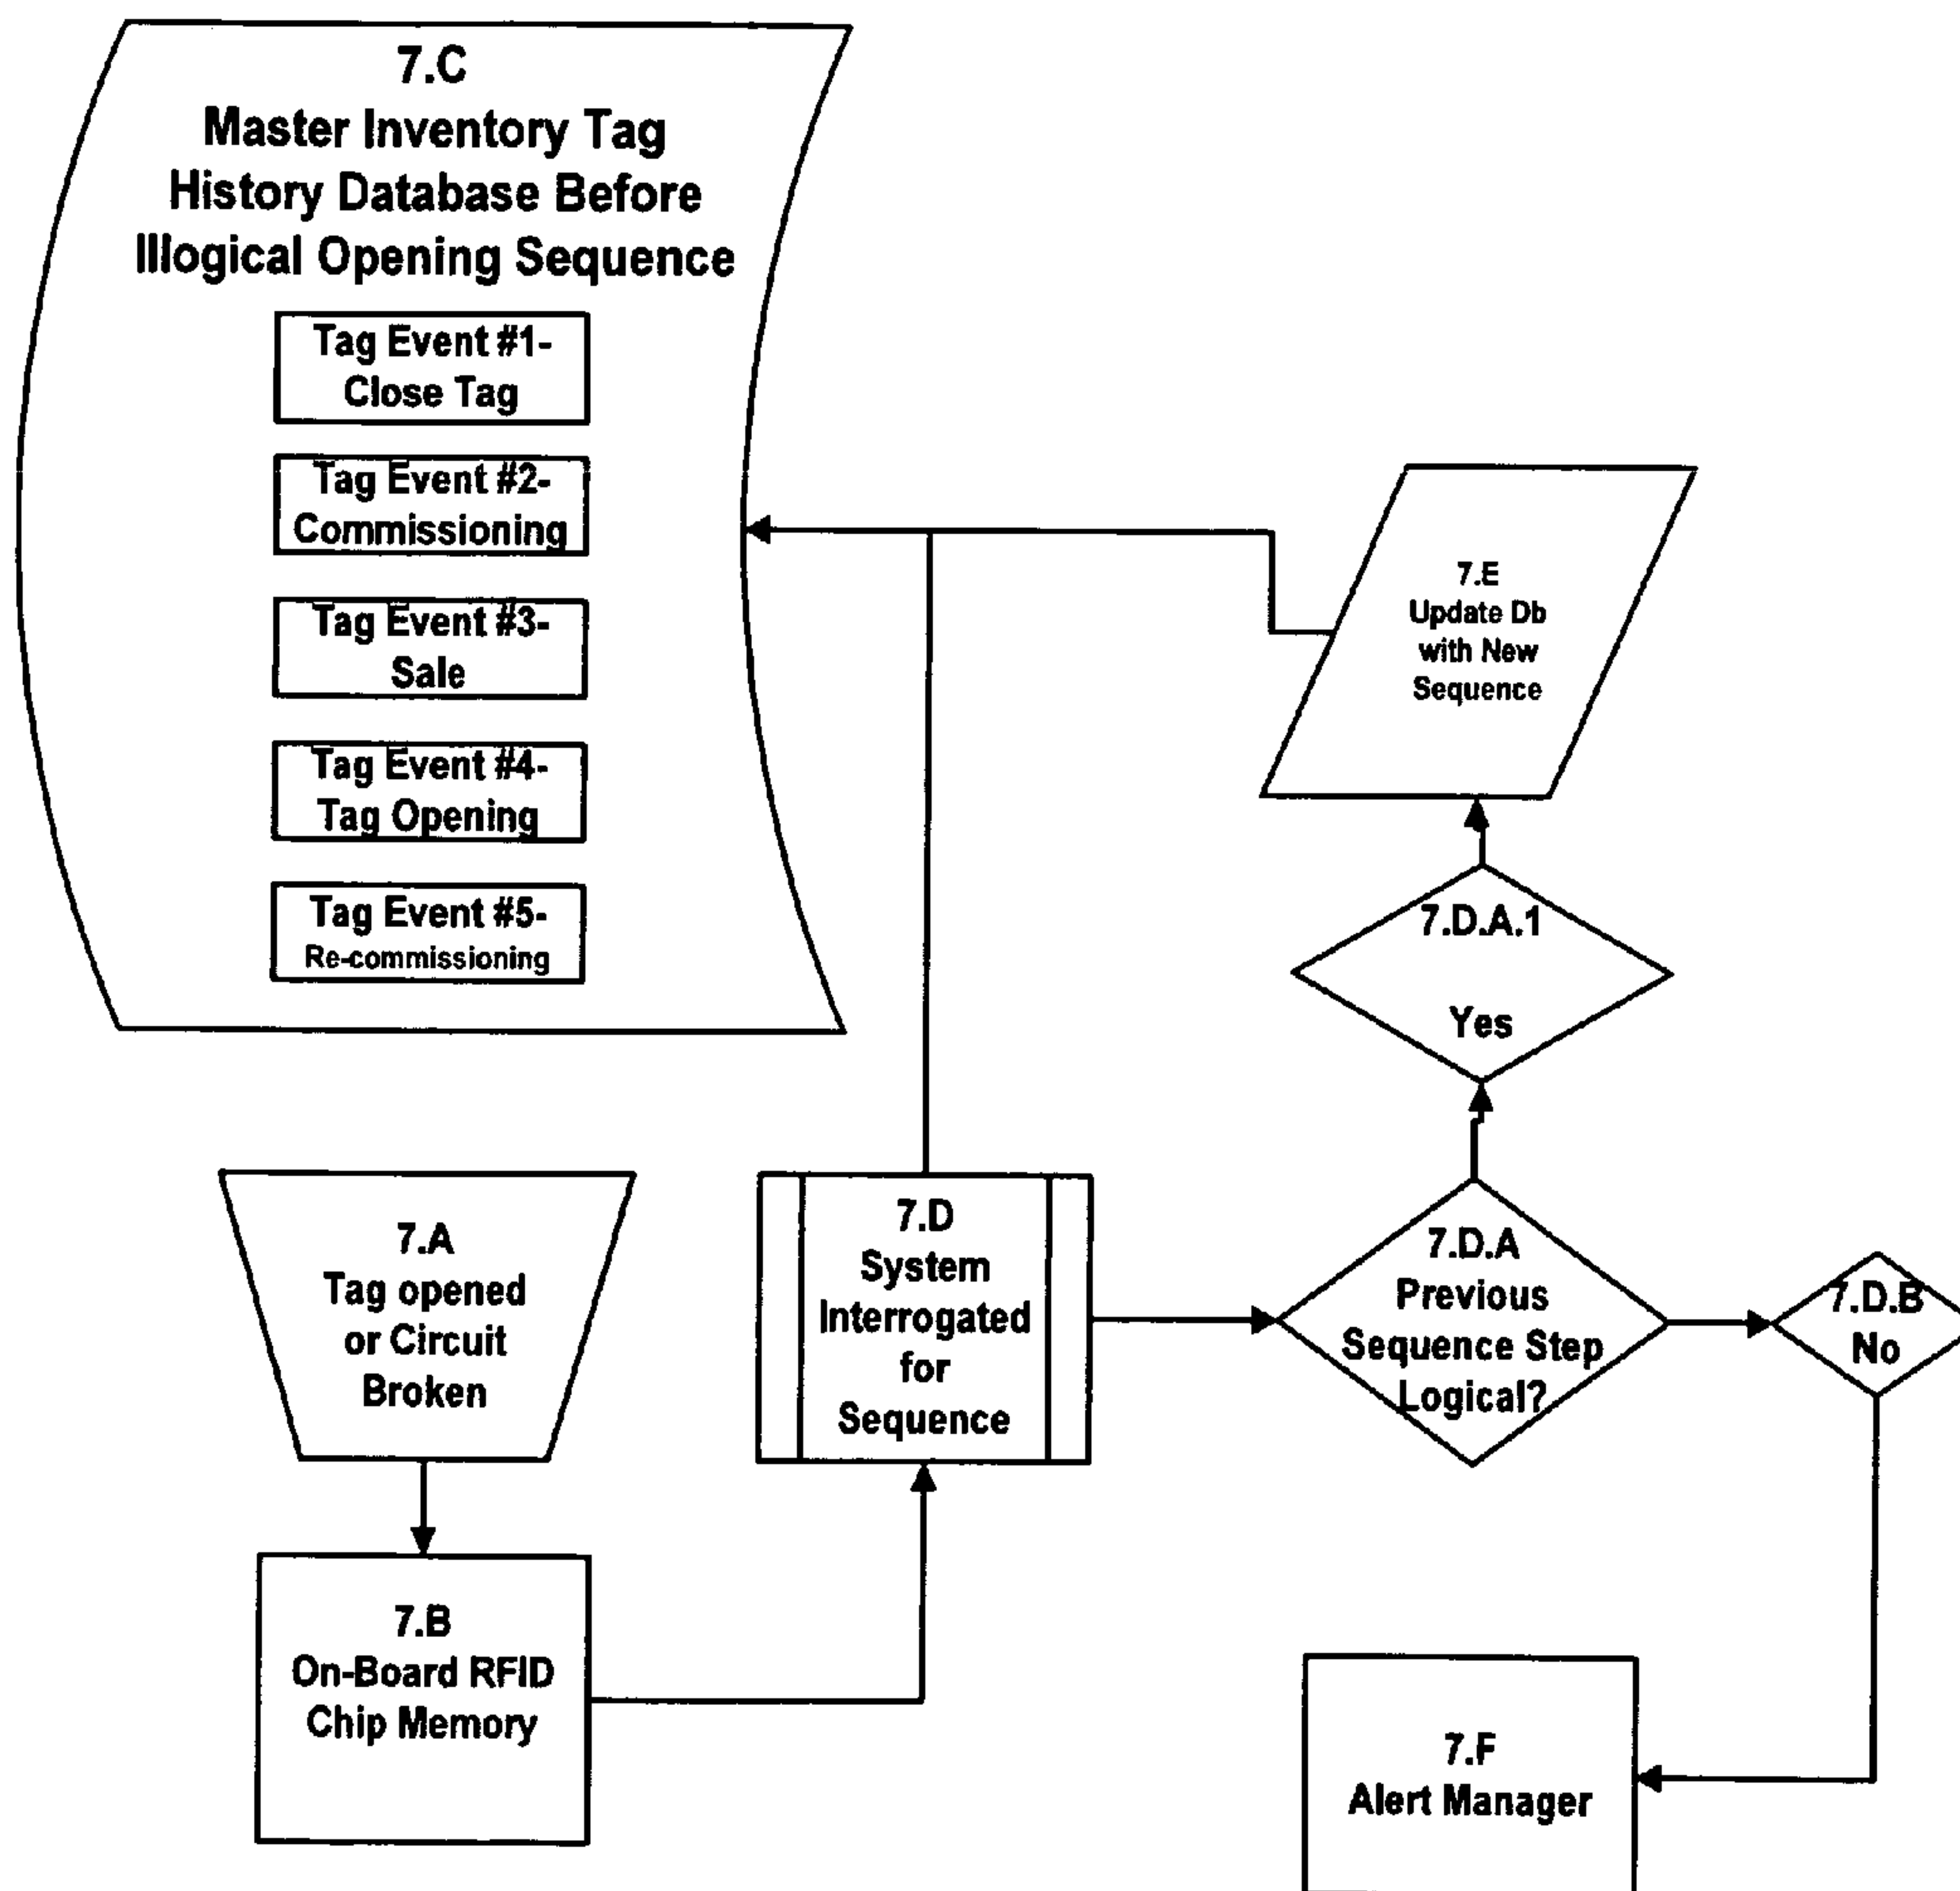 7.C
Master Inventory Tag
History Database Before
Illogical Opening Sequence
Tag Event #1-
Close Tag
Tag Event #2-
Commissioning
Tag Event #3-
Sale
Tag Event #4-
Tag Opening
Tag Event #5-
Re-commissioning
7.E
Update Db
with New
Sequence
7.D.A.1
Yes
7.A
Tag opened
or Circuit
Broken
7.D
System
Interrogated
for
Sequence
7.D.A
Previous
Sequence Step
Logical?
7.D.B
No
7.B
On-Board RFID
Chip Memory
7.F
Alert Manager